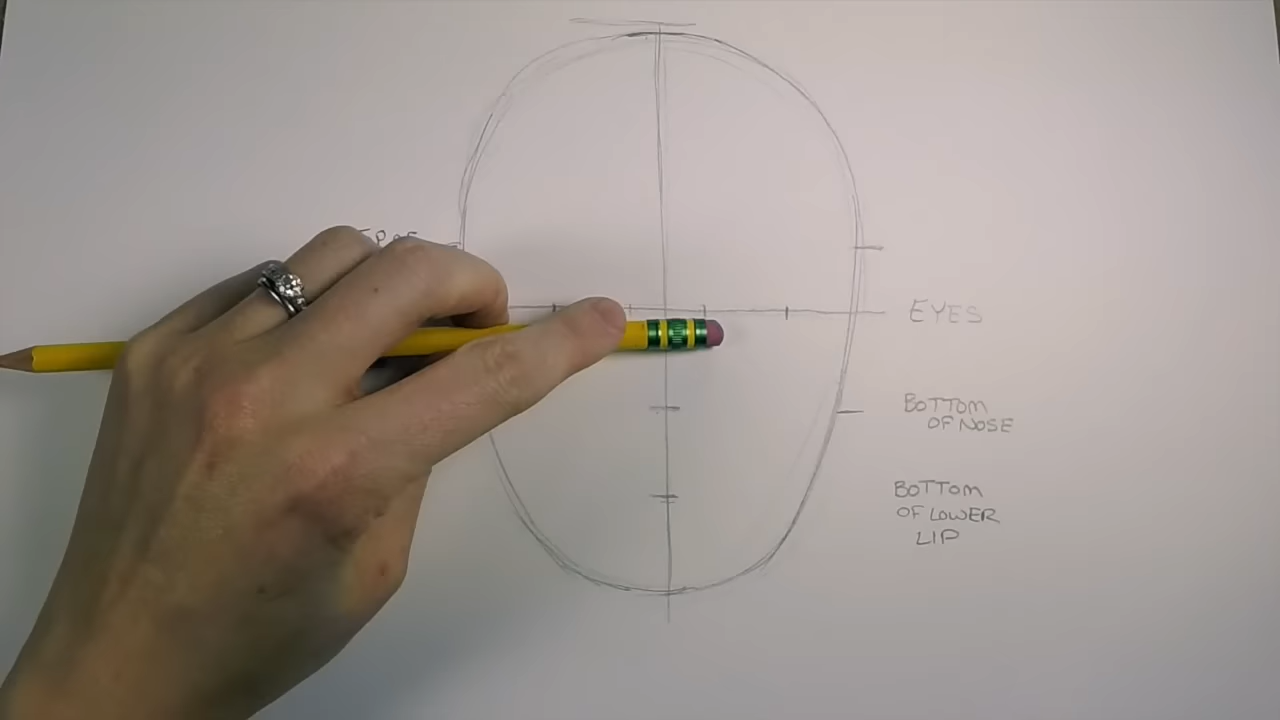 EYES
BOTTOM
OF NOSE
BOTTOM
OF LOWER
LIP